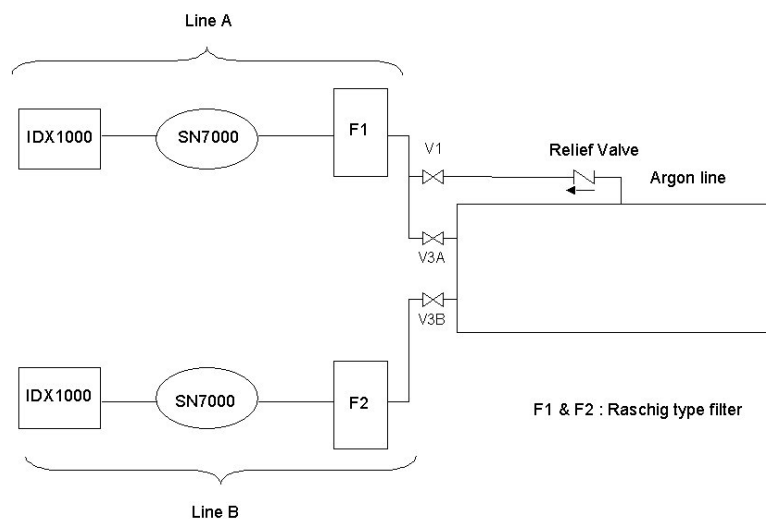 Line A
IDX1000
SN7000
F1
V1
Relief Valve
Argon line
V3A
V3B
IDX1000
SN7000
F2
F1 & F2 : Raschig type filter
Line B